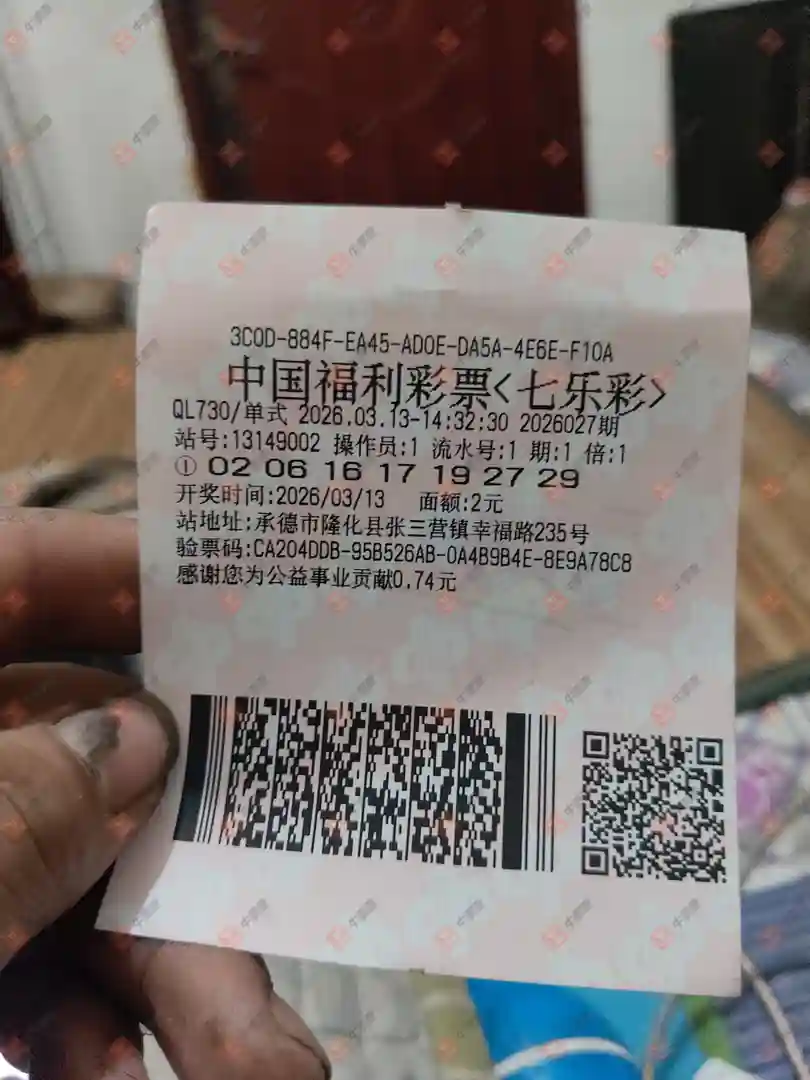 3C0D-884F-EA45-AD0E-DA5A-4E6E-F10A
中国福利彩票<七乐彩>
QL730/单式 2026.03.13-14:32:30 2026027期
站号:13149002 操作员:1 流水号:1 期:1 倍:1
① 02 06 16 17 19 27 29
开奖时间:2026/03/13 面额:2元
站地址:承德市隆化县张三营镇幸福路235号
验票码:CA204DDB-95B526AB-0A4B9B4E-8E9A78C8
感谢您为公益事业贡献0.74元